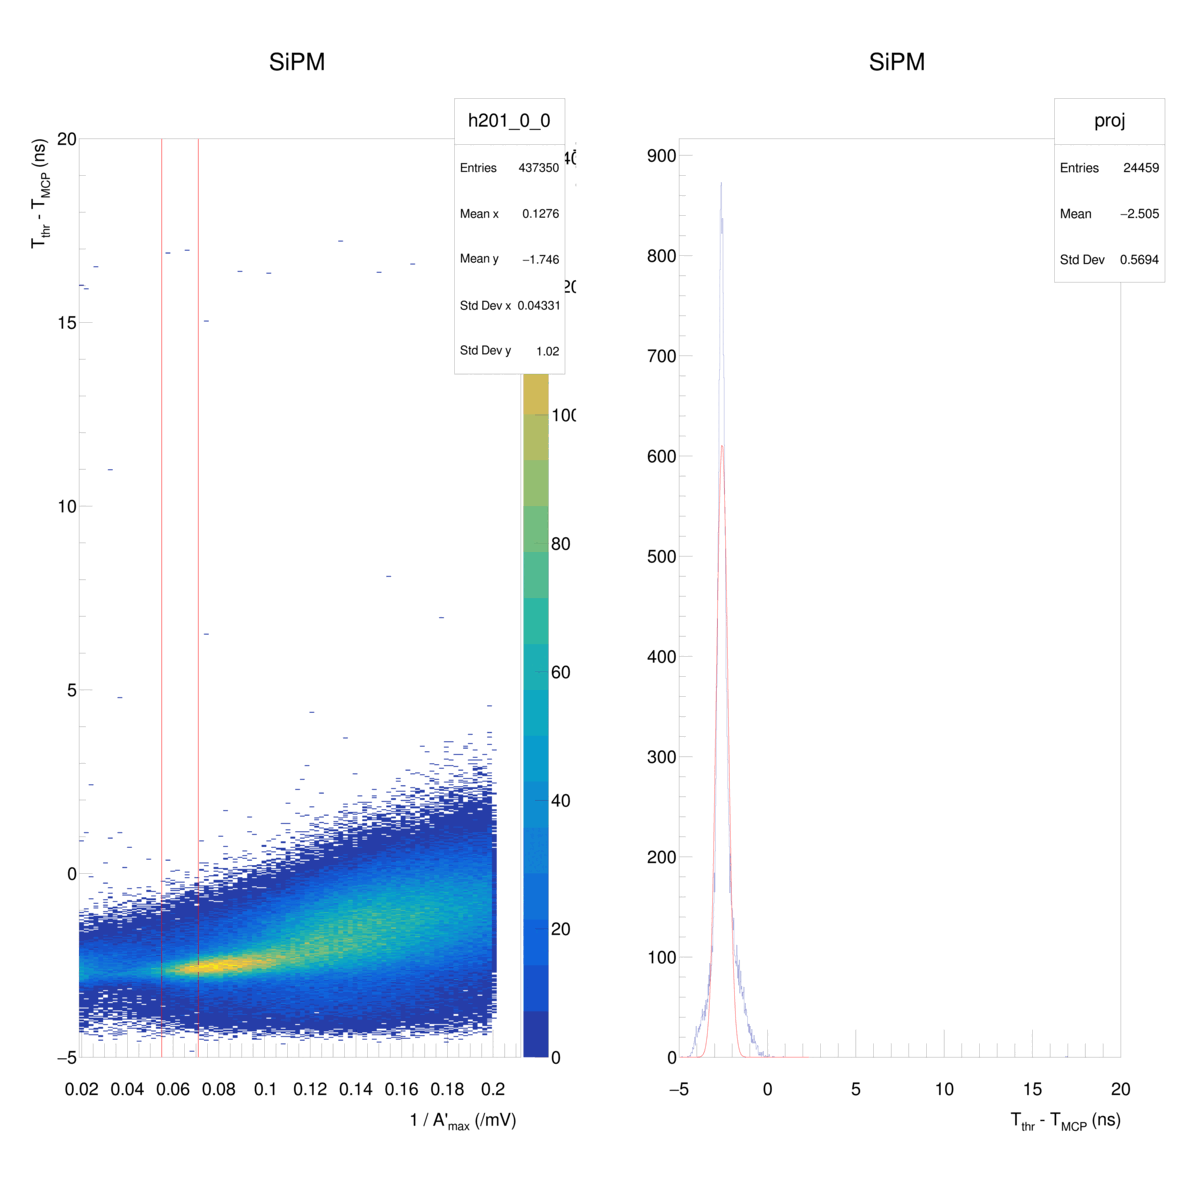 SiPM
h201_0_0
Entries 437350
Mean x 0.1276
Mean y −1.746
Std Dev x 0.04331
Std Dev y 1.02
T_thr - T_MCP (ns)
20
15
10
5
0
−5
100
80
60
40
20
0
0.02 0.04 0.06 0.08 0.1 0.12 0.14 0.16 0.18 0.2
1 / A'_max (/mV)
SiPM
proj
Entries 24459
Mean −2.505
Std Dev 0.5694
900
800
700
600
500
400
300
200
100
0
−5 0 5 10 15 20
T_thr - T_MCP (ns)